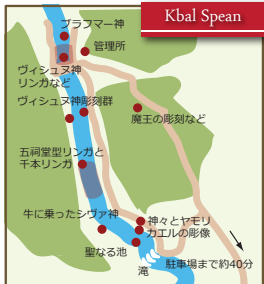 Kbal Spean
ブラフマー神
管理所
ヴィシュヌ神
リンガなど
ヴィシュヌ神彫刻群
魔王の彫刻など
五祠堂型リンガと
千本リンガ
牛に乗ったシヴァ神
神々とヤモリ
カエルの彫像
聖なる池
滝
駐車場まで約40分